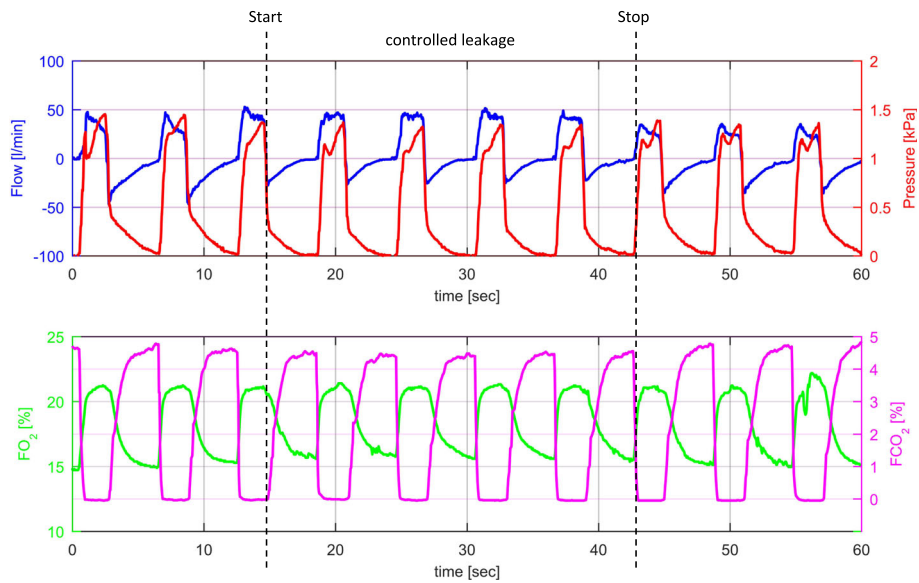 Start
Stop
controlled leakage
100
50
0
-50
-100
Flow [l/min]
2
1.5
1
0.5
0
Pressure [kPa]
0 10 20 30 40 50 60
time [sec]
25
20
15
10
FO2 [%]
5
4
3
2
1
0
FCO2 [%]
0 10 20 30 40 50 60
time [sec]